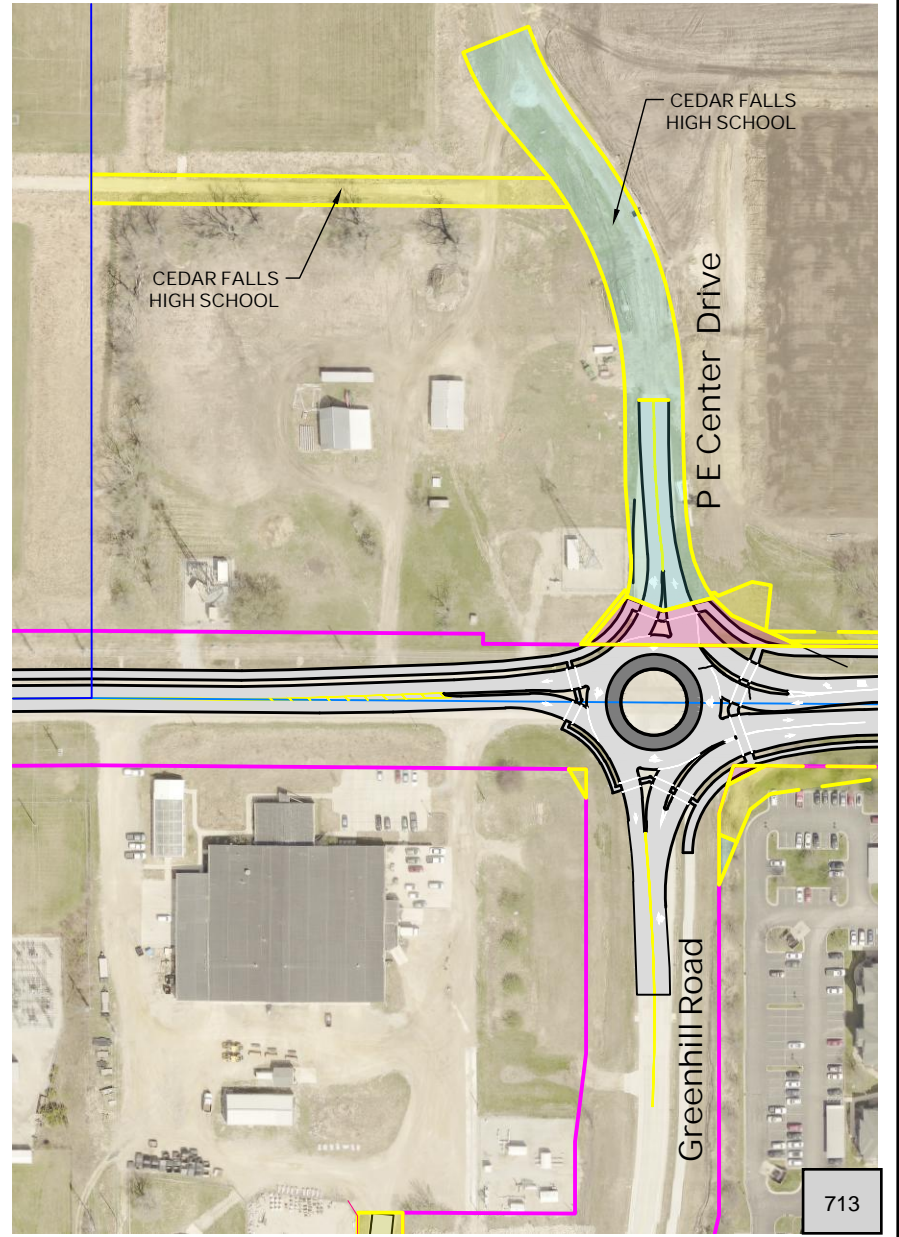 CEDAR FALLS
HIGH SCHOOL
CEDAR FALLS
HIGH SCHOOL
P E Center Drive
Greenhill Road
713